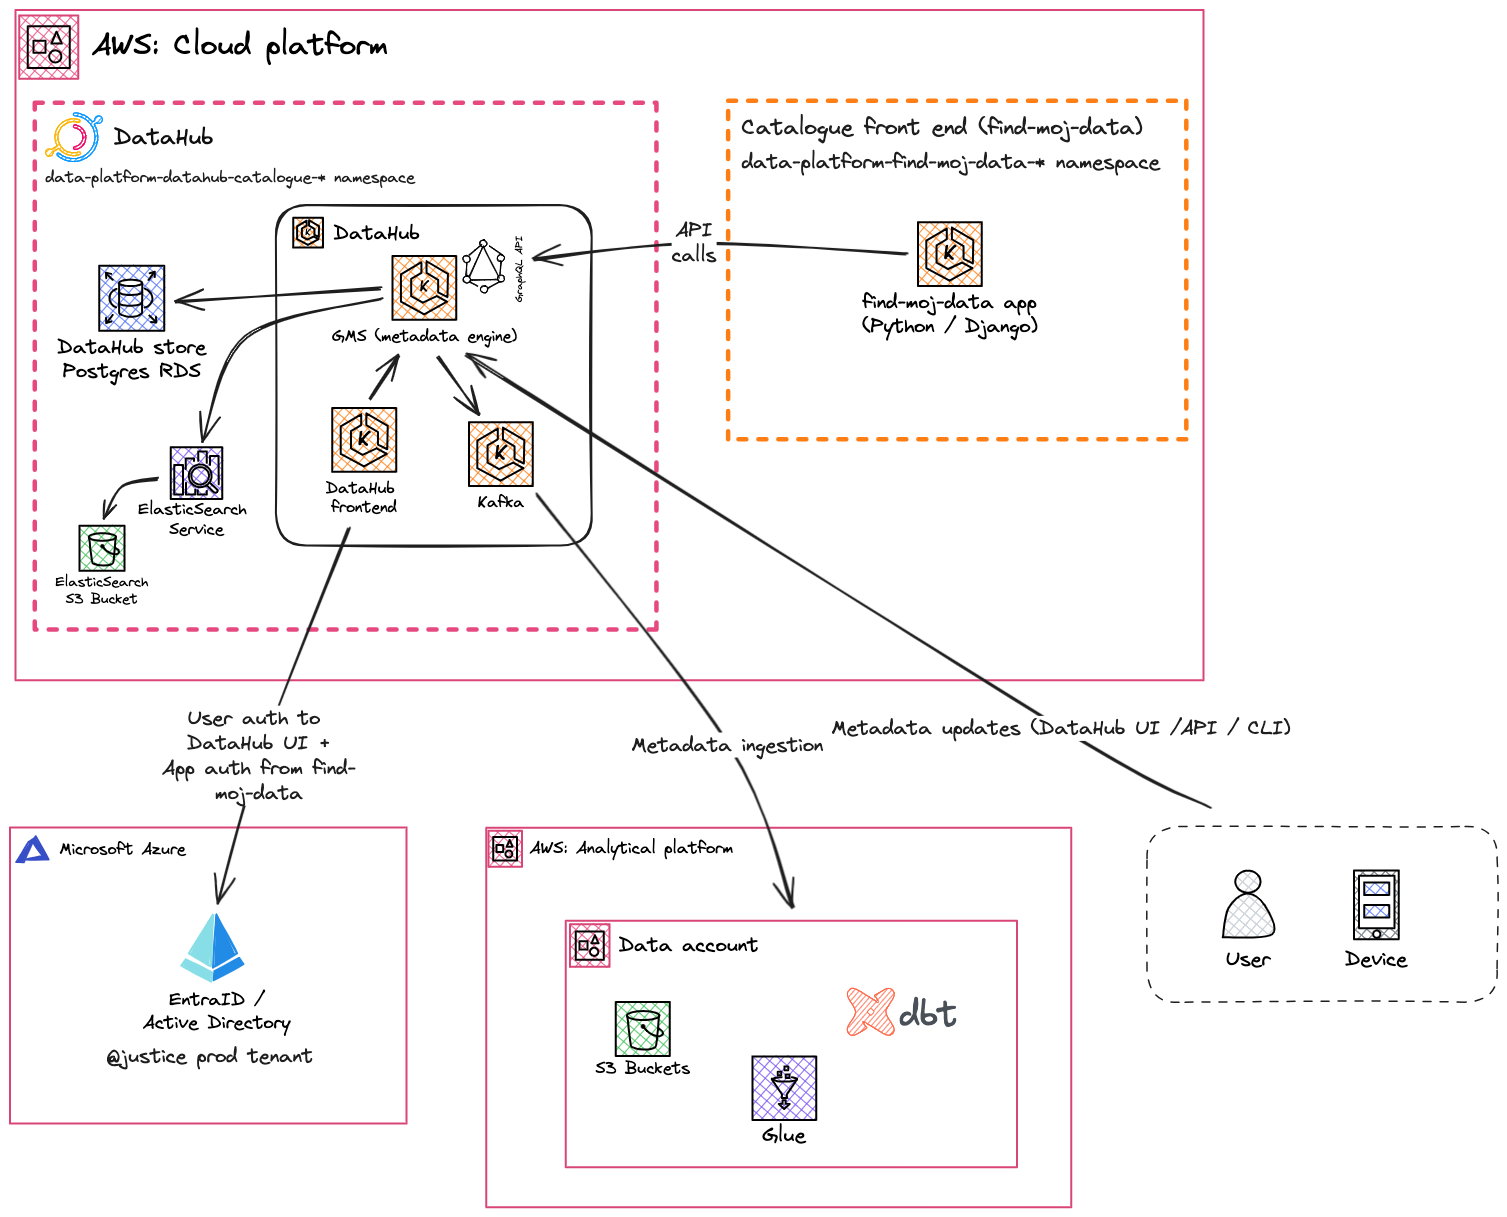 AWS: Cloud platform
DataHub
data-platform-datahub-catalogue-* namespace
DataHub
GraphQL API
K
GMS (metadata engine)
DataHub store
Postgres RDS
K
DataHub
frontend
K
Kafka
ElasticSearch
Service
ElasticSearch
S3 Bucket
API
calls
Catalogue front end (find-moj-data)
data-platform-find-moj-data-* namespace
K
find-moj-data app
(Python / Django)
User auth to
DataHub UI +
App auth from find-
moj-data
Metadata ingestion
Metadata updates (DataHub UI /API / CLI)
Microsoft Azure
EntraID /
Active Directory
@justice prod tenant
AWS: Analytical platform
Data account
S3 Buckets
dbt
Glue
User
Device